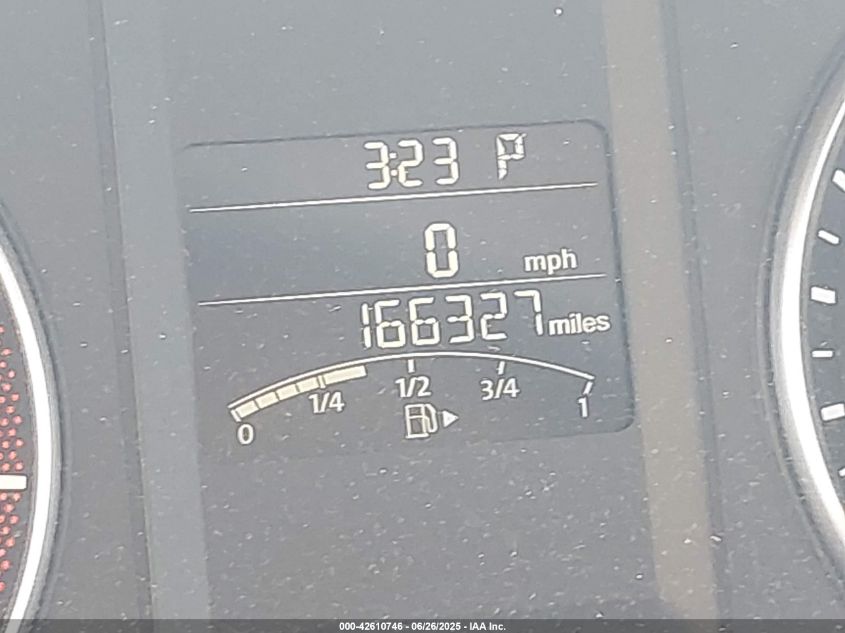 3:23 P
0 mph
166327 miles
0 1/4 1/2 3/4 1
000-42610746 - 06/26/2025 - IAA Inc.